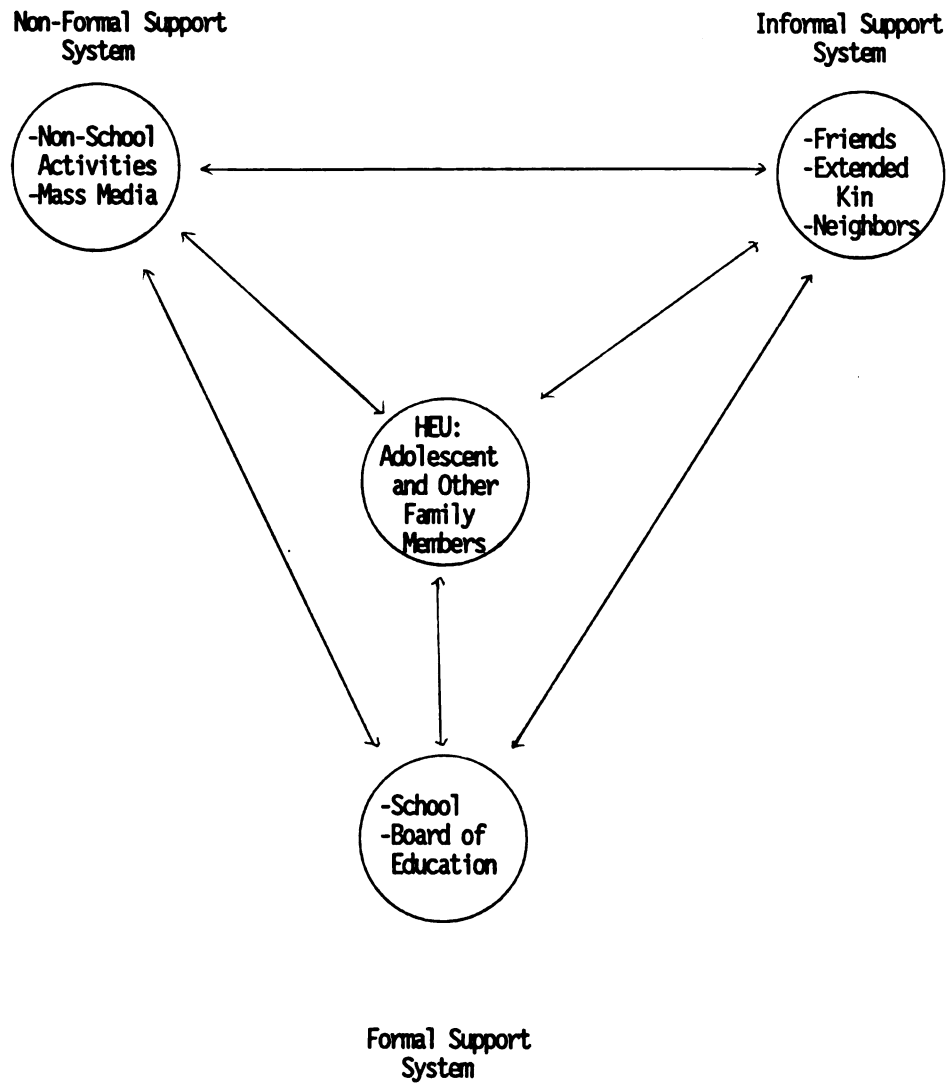 Non-Formal Support
System
Informal Support
System
-Non-School
Activities
-Mass Media
-Friends
-Extended
Kin
-Neighbors
HEU:
Adolescent
and Other
Family
Members
-School
-Board of
Education
Formal Support
System